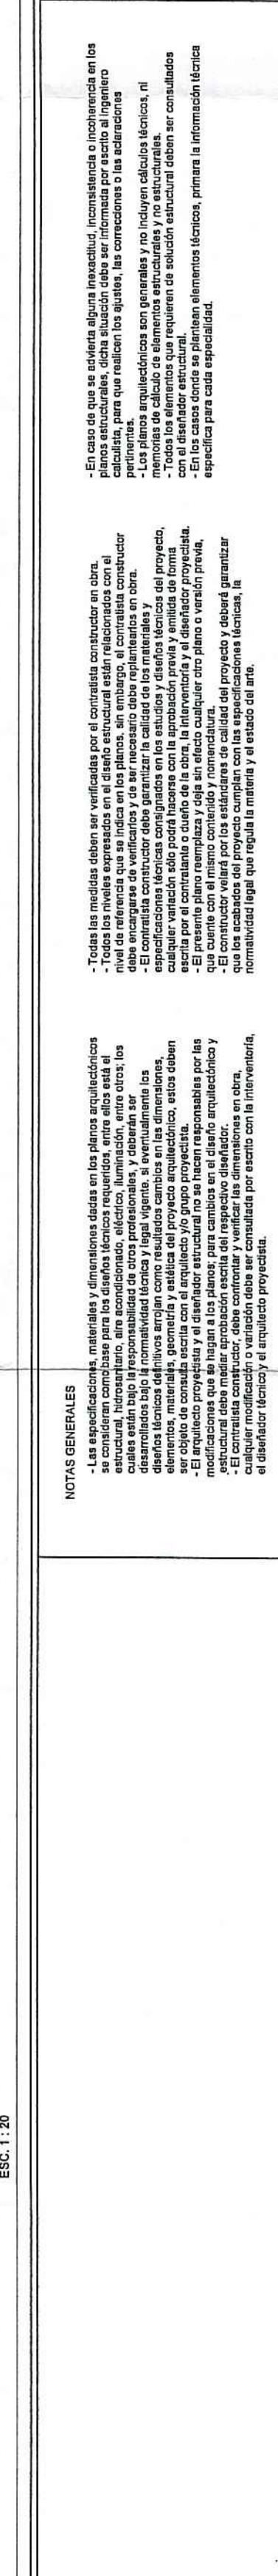 ESC. 1 : 20
NOTAS GENERALES
- Las especificaciones, materiales y dimensiones dadas en los planos arquitectónicos
se consideran como base para los diseños técnicos requeridos, entre ellos está el
estructural, hidrosanitario, aire acondicionado, eléctrico, iluminación, entre otros; los
cuales están bajo la responsabilidad de otros profesionales, y deberán ser
desarrollados bajo la normatividad técnica y legal vigente. si eventualmente los
diseños técnicos definitivos arrojan como resultados cambios en las dimensiones,
elementos, materiales, geometría y estética del proyecto arquitectónico, estos deben
ser objeto de consulta escrita con el arquitecto y/o grupo proyectista.
- El arquitecto proyectista y el diseñador estructural no se hacen responsables por las
modificaciones que se hagan a los planos; para cambios en el diseño arquitectónico y
estructural debe mediar aprobación escrita del respectivo diseñador.
- El contratista constructor, debe confrontar y verificar las dimensiones en obra,
cualquier modificación o variación debe ser consultada por escrito con la interventoría,
el diseñador técnico y el arquitecto proyectista.
- Todas las medidas deben ser verificadas por el contratista constructor en obra.
- Todos los niveles expresados en el diseño estructural están relacionados con el
nivel de referencia que se indica en los planos. sin embargo, el contratista constructor
debe encargarse de verificarlos y de ser necesario debe replantearlos en obra.
- El contratista constructor debe garantizar la calidad de los materiales y
especificaciones técnicas consignados en los estudios y diseños técnicos del proyecto,
cualquier variación sólo podrá hacerse con la aprobación previa y emitida de forma
escrita por el contratante o dueño de la obra, la interventoría y el diseñador proyectista.
- El presente plano reemplaza y deja sin efecto cualquier otro plano o versión previa,
que cuente con el mismo contenido y nomenclatura.
- El constructor velará por los estándares de calidad del proyecto y deberá garantizar
que los acabados del proyecto cumplan con las especificaciones técnicas, la
normatividad legal que regula la materia y el estado del arte.
- En caso de que se advierta alguna inexactitud, inconsistencia o incoherencia en los
planos estructurales, dicha situación debe ser informada por escrito al ingeniero
calculista, para que realicen los ajustes, las correcciones o las aclaraciones
pertinentes.
- Los planos arquitectónicos son generales y no incluyen cálculos técnicos, ni
memorias de cálculo de elementos estructurales y no estructurales.
- Todos los elementos que requieren de solución estructural deben ser consultados
con el diseñador estructural.
- En los casos donde se plantean elementos técnicos, primara la información técnica
específica para cada especialidad.